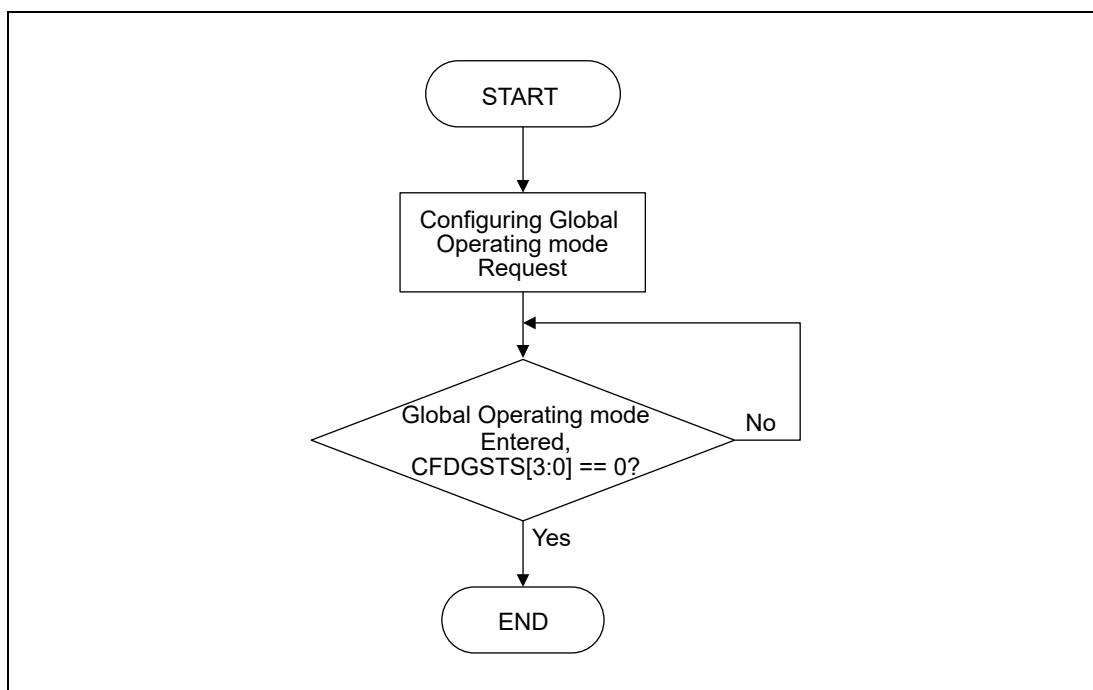 START
Configuring Global
Operating mode
Request
Global Operating mode
Entered,
CFDGSTS[3:0] == 0?
No
Yes
END